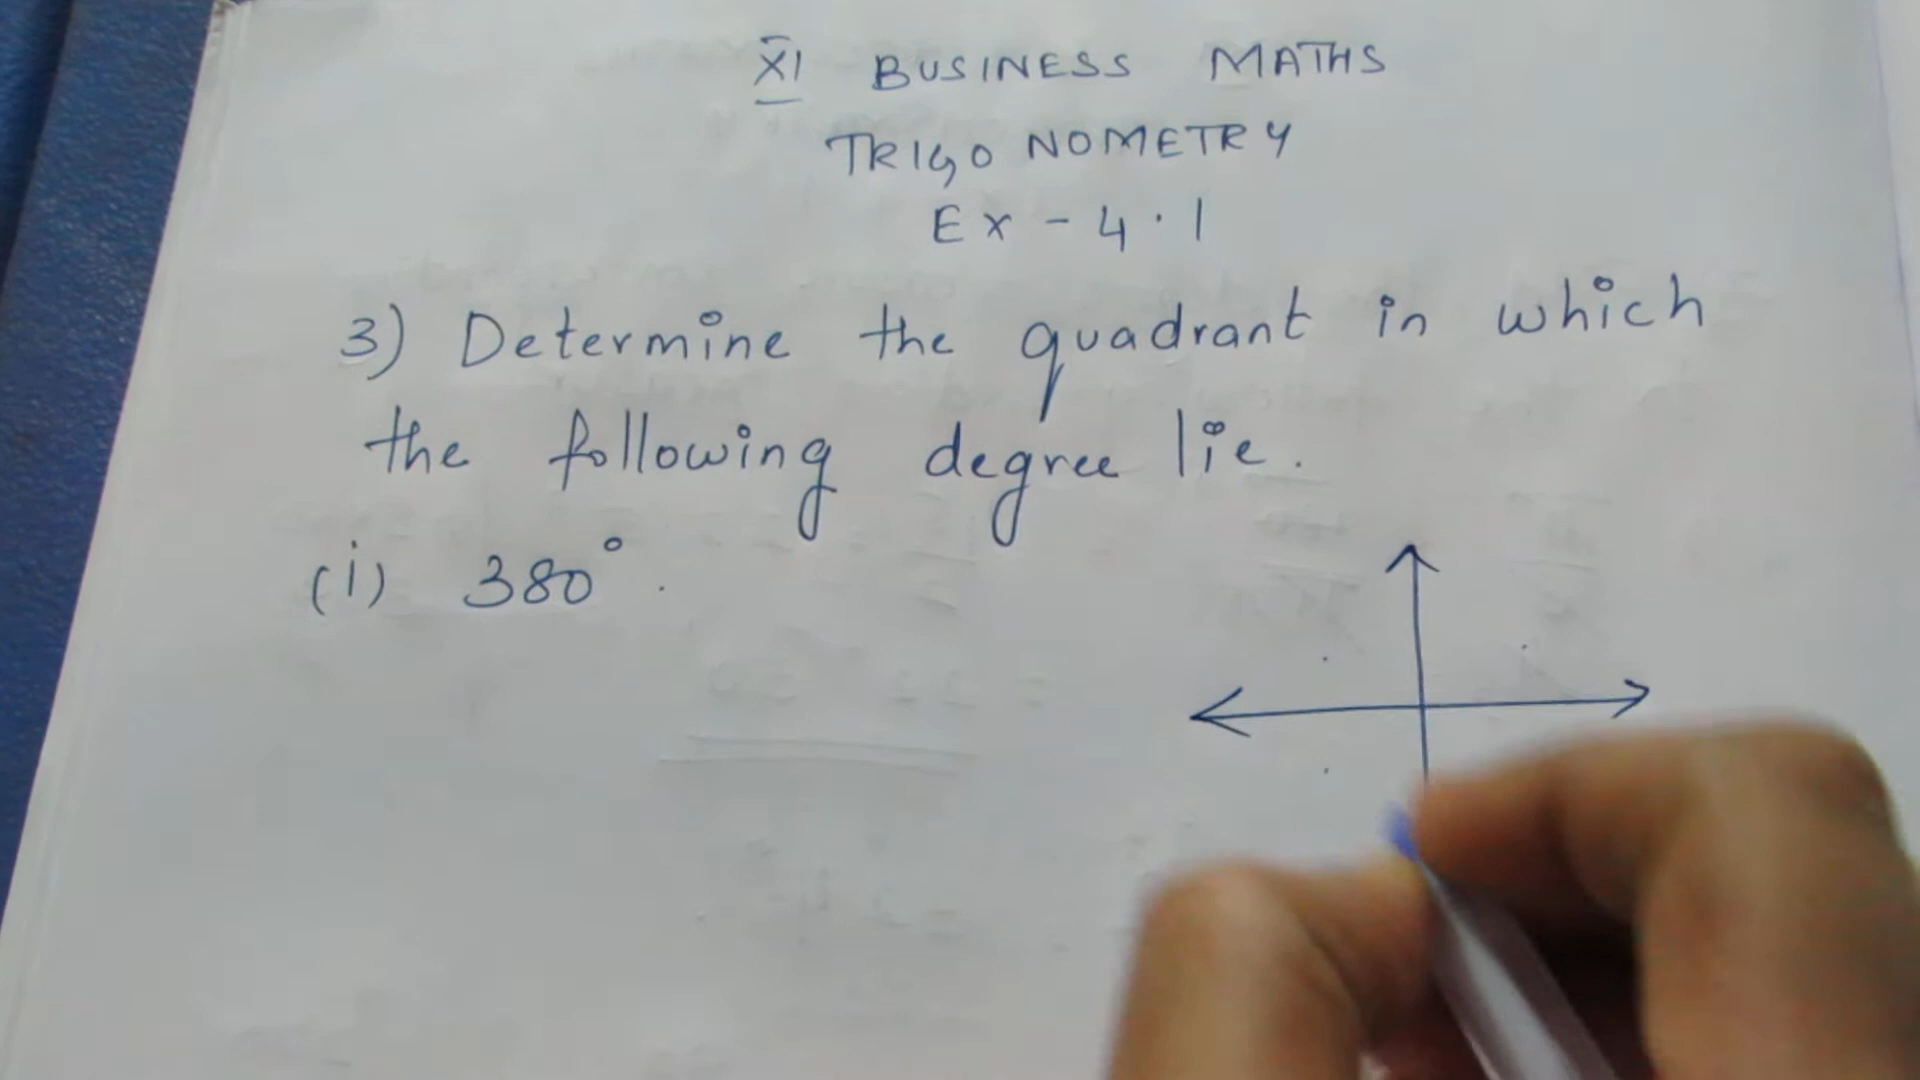 XI BUSINESS MATHS
TRIGONOMETRY
Ex - 4.1
3) Determine the quadrant in which
the following degree lie.
(i) 380°.